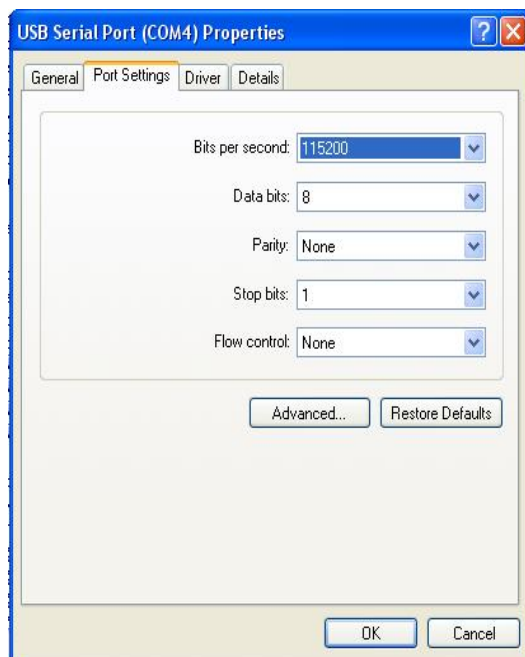 USB Serial Port (COM4) Properties
?
X
General Port Settings Driver Details
Bits per second: 115200
Data bits: 8
Parity: None
Stop bits: 1
Flow control: None
Advanced... Restore Defaults
OK Cancel